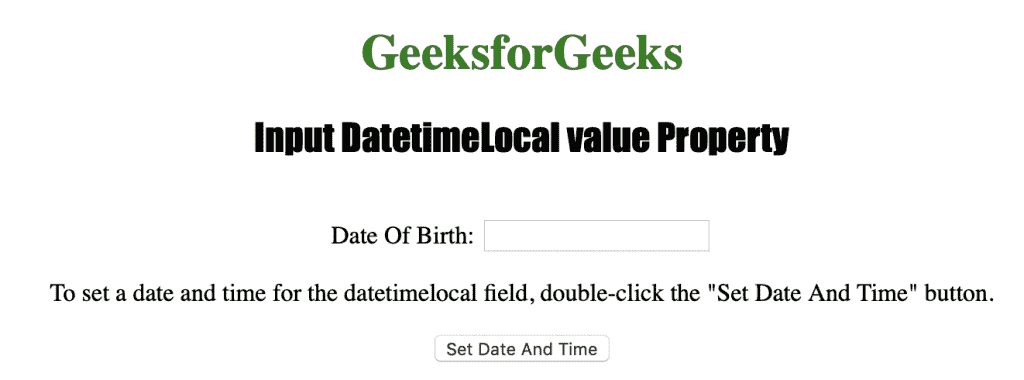 GeeksforGeeks
Input DatetimeLocal value Property
Date Of Birth:
To set a date and time for the datetimelocal field, double-click the "Set Date And Time" button.
Set Date And Time